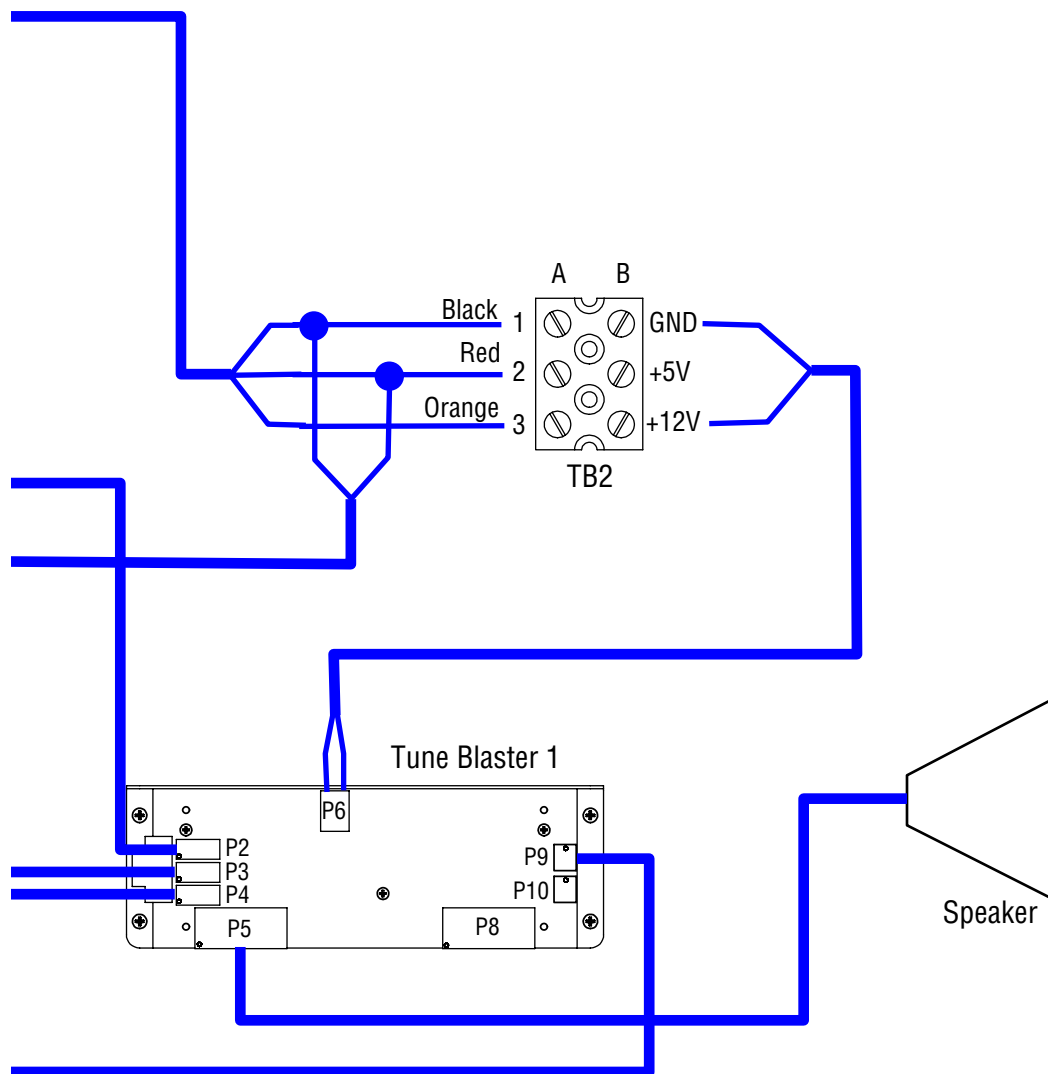 A B
Black 1 GND
Red 2 +5V
Orange 3 +12V
TB2
Tune Blaster 1
P6
P2
P9
P3
P4
P10
P5
P8
Speaker